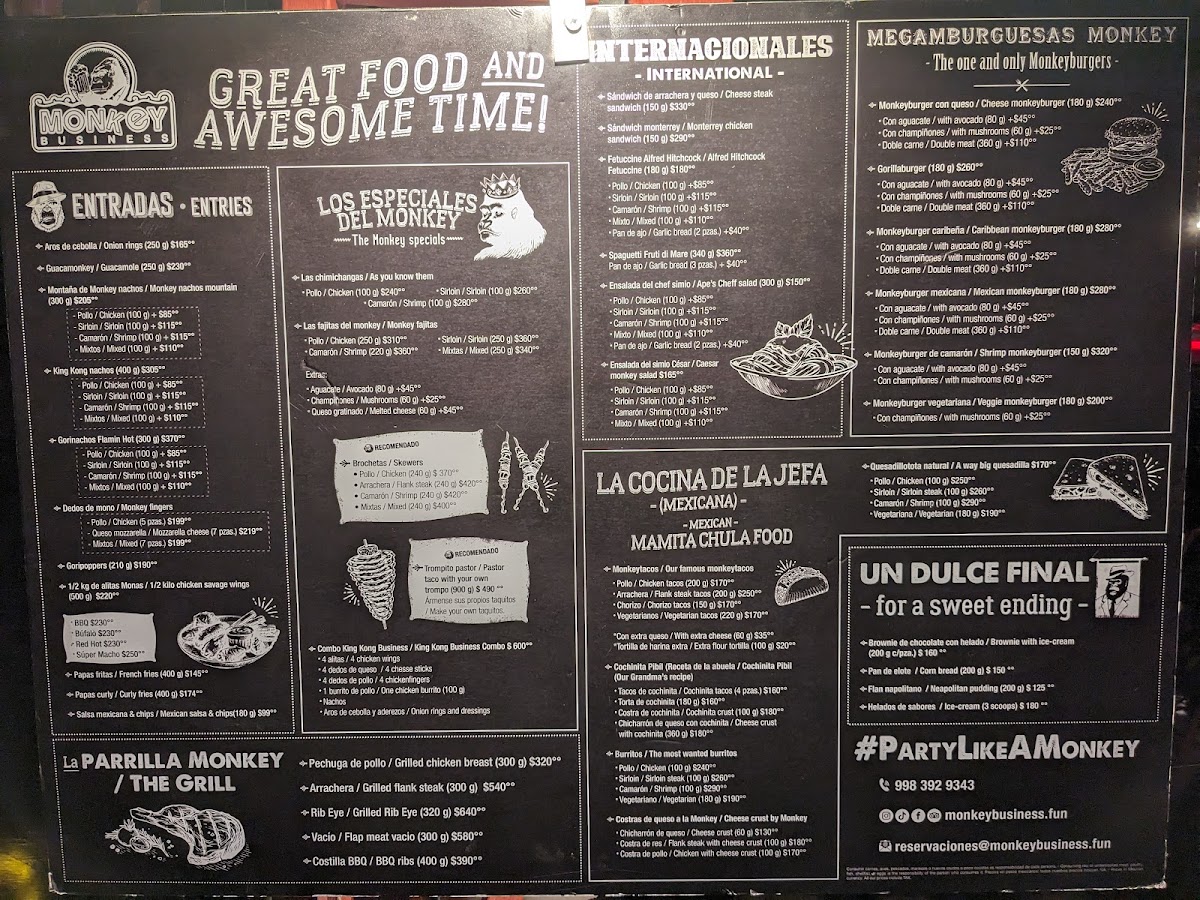 MONKEY
BUSINESS
GREAT FOOD AND
AWESOME TIME!
ENTRADAS • ENTRIES
Aros de cebolla / Onion rings (250 g) $165°°
Guacamonkey / Guacamole (250 g) $230°°
Montaña de Monkey nachos / Monkey nachos mountain
(300 g) $205°°
- Pollo / Chicken (100 g) + $85°°
- Sirloin / Sirloin (100 g) + $115°°
- Camarón / Shrimp (100 g) + $115°°
- Mixtos / Mixed (100 g) + $110°°
King Kong nachos (400 g) $305°°
- Pollo / Chicken (100 g) + $85°°
- Sirloin / Sirloin (100 g) + $115°°
- Camarón / Shrimp (100 g) + $115°°
- Mixtos / Mixed (100 g) + $110°°
Gorinachos Flamin Hot (300 g) $370°°
- Pollo / Chicken (100 g) + $85°°
- Sirloin / Sirloin (100 g) + $115°°
- Camarón / Shrimp (100 g) + $115°°
- Mixtos / Mixed (100 g) + $110°°
Dedos de mono / Monkey fingers
- Pollo / Chicken (5 pzas.) $199°°
- Queso mozzarella / Mozzarella cheese (7 pzas.) $219°°
- Mixtos / Mixed (7 pzas.) $199°°
Goripoppers (210 g) $190°°
1/2 kg de alitas Monas / 1/2 kilo chicken savage wings
(500 g) $220°°
- BBQ $230°°
- Búfalo $230°°
- Red Hot $230°°
- Súper Macho $250°°
Papas fritas / French fries (400 g) $145°°
Papas curly / Curly fries (400 g) $174°°
Salsa mexicana & chips / Mexican salsa & chips(180 g) $99°°
LOS ESPECIALES
DEL MONKEY
The Monkey specials
Las chimichangas / As you know them
• Pollo / Chicken (100 g) $240°° • Sirloin / Sirloin (100 g) $260°°
• Camarón / Shrimp (100 g) $280°°
Las fajitas del monkey / Monkey fajitas
• Pollo / Chicken (250 g) $310°° • Sirloin / Sirloin (250 g) $360°°
• Camarón / Shrimp (220 g) $360°° • Mixtas / Mixed (250 g) $340°°
Extras:
• Aguacate / Avocado (80 g) +$45°°
• Champiñones / Mushrooms (60 g) +$25°°
• Queso gratinado / Melted cheese (60 g) +$45°°
RECOMENDADO
Brochetas / Skewers
• Pollo / Chicken (240 g) $ 370°°
• Arrachera / Flank steak (240 g) $420°°
• Camarón / Shrimp (240 g) $420°°
• Mixtas / Mixed (240 g) $400°°
RECOMENDADO
Trompito pastor / Pastor
taco with your own
trompo (900 g) $ 490 °°
Ármense sus propios taquitos
/ Make your own taquitos.
Combo King Kong Business / King Kong Business Combo $ 600°°
• 4 alitas / 4 chicken wings
• 4 dedos de queso / 4 chesse sticks
• 4 dedos de pollo / 4 chickenfingers
• 1 burrito de pollo / One chicken burrito (100 g)
• Nachos
• Aros de cebolla y aderezos / Onion rings and dressings
La PARRILLA MONKEY
/ THE GRILL
Pechuga de pollo / Grilled chicken breast (300 g) $320°°
Arrachera / Grilled flank steak (300 g) $540°°
Rib Eye / Grilled Rib Eye (320 g) $640°°
Vacio / Flap meat vacio (300 g) $580°°
Costilla BBQ / BBQ ribs (400 g) $390°°
INTERNACIONALES
- INTERNATIONAL -
Sándwich de arrachera y queso / Cheese steak
sandwich (150 g) $330°°
Sándwich monterrey / Monterrey chicken
sandwich (150 g) $290°°
Fetuccine Alfred Hitchcock / Alfred Hitchcock
Fetuccine (180 g) $180°°
• Pollo / Chicken (100 g) +$85°°
• Sirloin / Sirloin (100 g) +$115°°
• Camarón / Shrimp (100 g) +$115°°
• Mixto / Mixed (100 g) +$110°°
• Pan de ajo / Garlic bread (2 pzas.) +$40°°
Spaguetti Fruti di Mare (340 g) $360°°
Pan de ajo / Garlic bread (3 pzas.) + $40°°
Ensalada del chef simio / Ape's Cheff salad (300 g) $150°°
• Pollo / Chicken (100 g) +$85°°
• Sirloin / Sirloin (100 g) +$115°°
• Camarón / Shrimp (100 g) +$115°°
• Mixto / Mixed (100 g) +$110°°
• Pan de ajo / Garlic bread (2 pzas.) +$40°°
Ensalada del simio César / Caesar
monkey salad $165°°
• Pollo / Chicken (100 g) +$85°°
• Sirloin / Sirloin (100 g) +$115°°
• Camarón / Shrimp (100 g) +$115°°
• Mixto / Mixed (100 g) +$110°°
MEGAMBURGUESAS MONKEY
- The one and only Monkeyburgers -
Monkeyburger con queso / Cheese monkeyburger (180 g) $240°°
• Con aguacate / with avocado (80 g) +$45°°
• Con champiñones / with mushrooms (60 g) +$25°°
• Doble carne / Double meat (360 g) +$110°°
Gorillaburger (180 g) $260°°
• Con aguacate / with avocado (80 g) +$45°°
• Con champiñones / with mushrooms (60 g) +$25°°
• Doble carne / Double meat (360 g) +$110°°
Monkeyburger caribeña / Caribbean monkeyburger (180 g) $280°°
• Con aguacate / with avocado (80 g) +$45°°
• Con champiñones / with mushrooms (60 g) +$25°°
• Doble carne / Double meat (360 g) +$110°°
Monkeyburger mexicana / Mexican monkeyburger (180 g) $280°°
• Con aguacate / with avocado (80 g) +$45°°
• Con champiñones / with mushrooms (60 g) +$25°°
• Doble carne / Double meat (360 g) +$110°°
Monkeyburger de camarón / Shrimp monkeyburger (150 g) $320°°
• Con aguacate / with avocado (80 g) +$45°°
• Con champiñones / with mushrooms (60 g) +$25°°
Monkeyburger vegetariana / Veggie monkeyburger (180 g) $200°°
• Con champiñones / with mushrooms (60 g) +$25°°
LA COCINA DE LA JEFA
- (MEXICANA) -
- MEXICAN -
MAMITA CHULA FOOD
Monkeytacos / Our famous monkeytacos
• Pollo / Chicken tacos (200 g) $170°°
• Arrachera / Flank steak tacos (200 g) $250°°
• Chorizo / Chorizo tacos (150 g) $170°°
• Vegetarianos / Vegetarian tacos (220 g) $170°°
*Con extra queso / With extra cheese (60 g) $35°°
*Tortilla de harina extra / Extra flour tortilla (100 g) $20°°
Cochinita Pibil (Receta de la abuela / Cochinita Pibil
(Our Grandma's recipe)
• Tacos de cochinita / Cochinita tacos (4 pzas.) $160°°
• Torta de cochinita (180 g) $160°°
• Costra de cochinita / Cochinita crust (100 g) $180°°
• Chicharrón de queso con cochinita / Cheese crust
with cochinita (360 g) $180°°
Burritos / The most wanted burritos
• Pollo / Chicken (100 g) $240°°
• Sirloin / Sirloin steak (100 g) $260°°
• Camarón / Shrimp (100 g) $290°°
• Vegetariano / Vegetarian (180 g) $190°°
Costras de queso a la Monkey / Cheese crust by Monkey
• Chicharrón de queso / Cheese crust (60 g) $130°°
• Costra de res / Flank steak with cheese crust (100 g) $180°°
• Costra de pollo / Chicken with cheese crust (100 g) $170°°
Quesadillotota natural / A way big quesadilla $170°°
• Pollo / Chicken (100 g) $250°°
• Sirloin / Sirloin steak (100 g) $260°°
• Camarón / Shrimp (100 g) $290°°
• Vegetariana / Vegetarian (180 g) $190°°
UN DULCE FINAL
- for a sweet ending -
Brownie de chocolate con helado / Brownie with ice-cream
(200 g c/pza.) $ 160 °°
Pan de elote / Corn bread (200 g) $ 150 °°
Flan napolitano / Neapolitan pudding (200 g) $ 125 °°
Helados de sabores / Ice-cream (3 scoops) $ 180 °°
#PARTYLIKEAMONKEY
998 392 9343
monkeybusiness.fun
reservaciones@monkeybusiness.fun